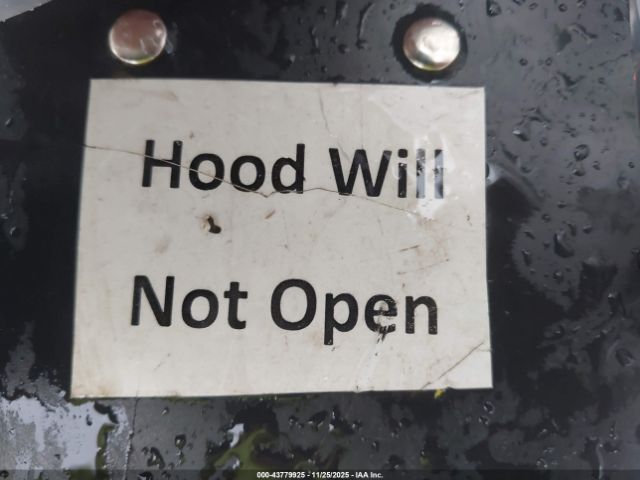 Hood Will
Not Open
000-43779925 - 11/25/2025 - IAA Inc.